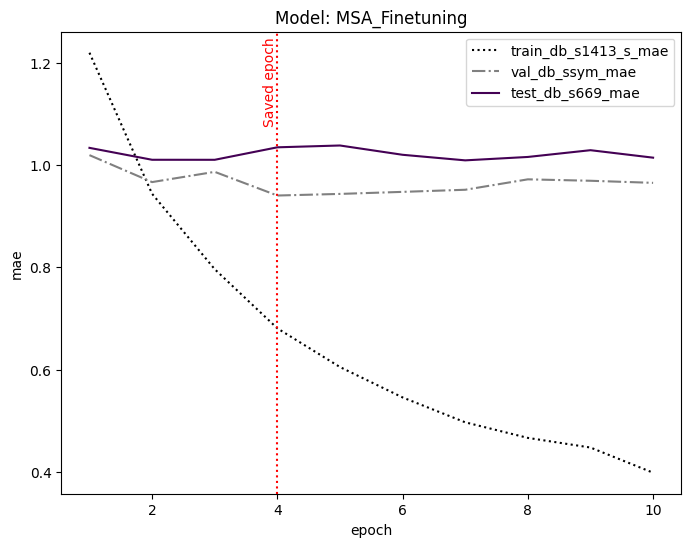 Model: MSA_Finetuning
train_db_s1413_s_mae
val_db_ssym_mae
test_db_s669_mae
Saved epoch
mae
1.2
1.0
0.8
0.6
0.4
2
4
6
8
10
epoch